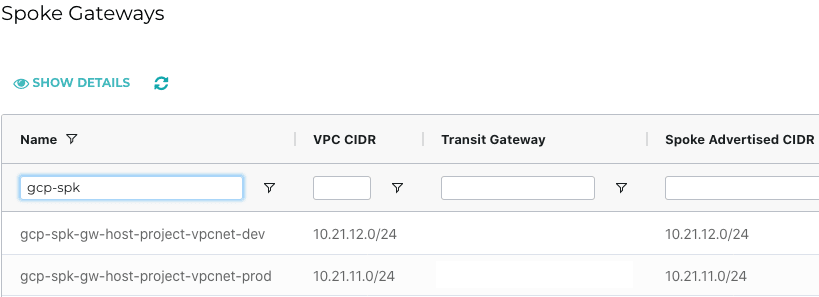 Spoke Gateways
SHOW DETAILS
Name VPC CIDR Transit Gateway Spoke Advertised CIDR
gcp-spk
gcp-spk-gw-host-project-vpcnet-dev 10.21.12.0/24 10.21.12.0/24
gcp-spk-gw-host-project-vpcnet-prod 10.21.11.0/24 10.21.11.0/24